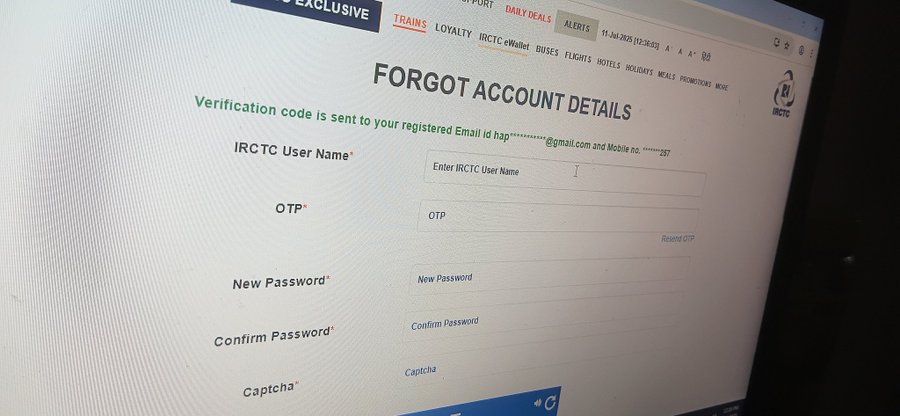 EXCLUSIVE
DAILY DEALS ALERTS 11-Jul-2025 [12:36:03] A A A+ हिंदी
TRAINS LOYALTY IRCTC eWallet BUSES FLIGHTS HOTELS HOLIDAYS MEALS PROMOTIONS MORE
IRCTC
FORGOT ACCOUNT DETAILS
Verification code is sent to your registered Email id hap***********@gmail.com and Mobile no. *******257
IRCTC User Name*
Enter IRCTC User Name
OTP*
OTP
Resend OTP
New Password*
New Password
Confirm Password*
Confirm Password
Captcha*
Captcha